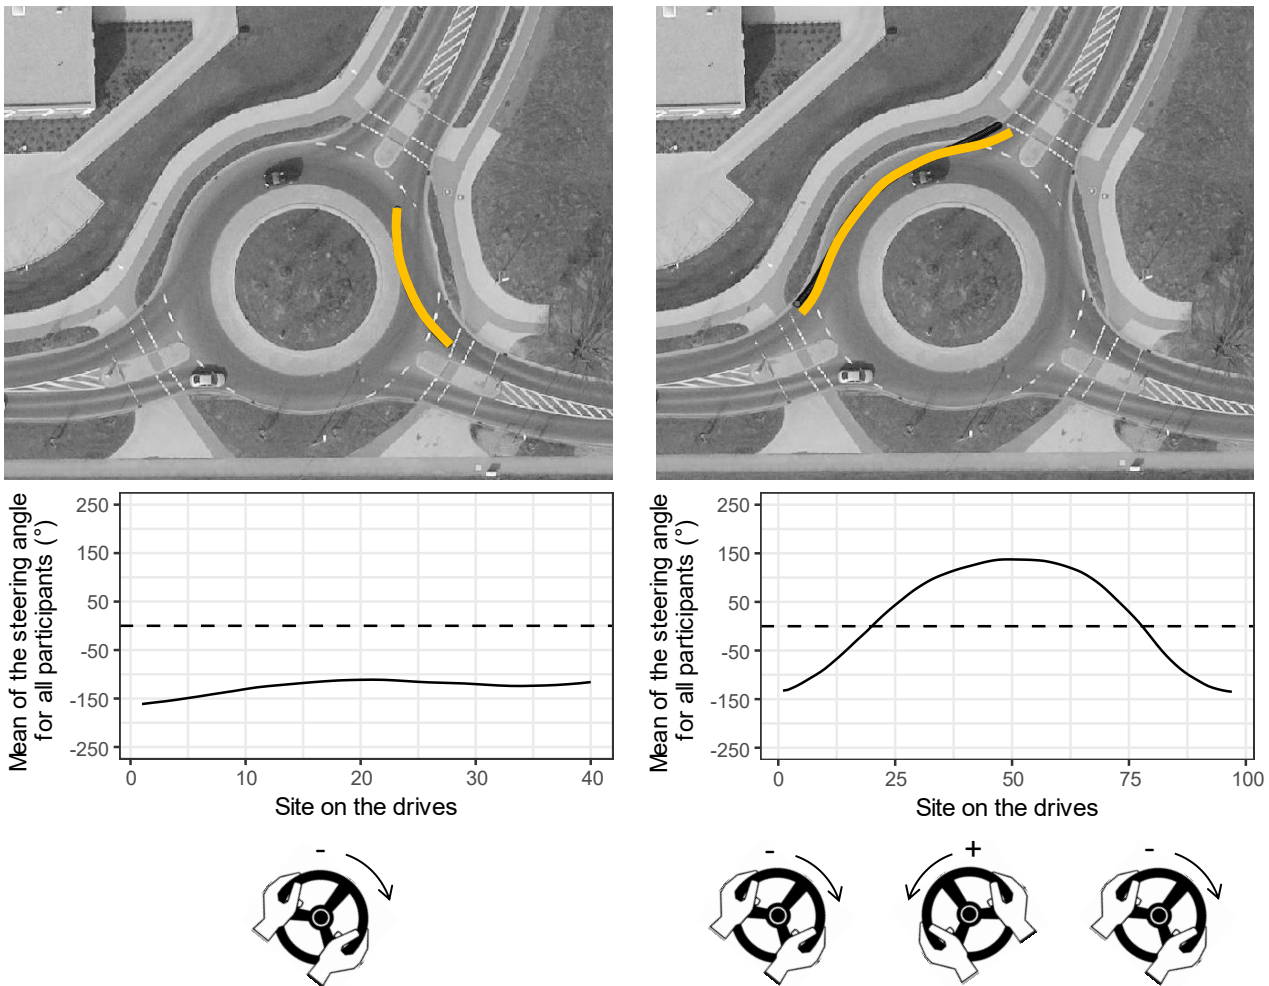 Mean of the steering angle
for all participants (°)
250
150
50
-50
-150
-250
0 10 20 30 40
Site on the drives
Mean of the steering angle
for all participants (°)
250
150
50
-50
-150
-250
0 25 50 75 100
Site on the drives
-
- + -